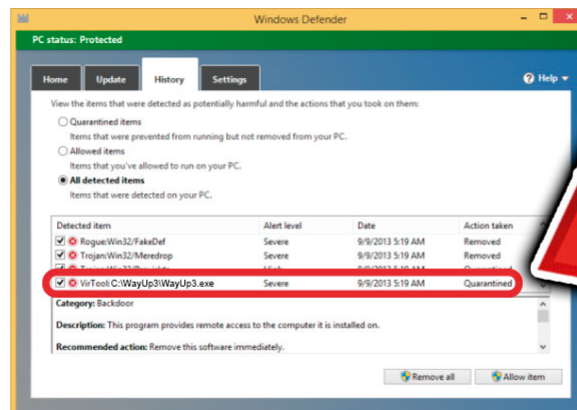 Windows Defender
PC status: Protected
Home Update History Settings Help
View the items that were detected as potentially harmful and the actions that you took on them:
Quarantined items
Items that were prevented from running but not removed from your PC.
Allowed items
Items that you've allowed to run on your PC.
All detected items
Items that were detected on your PC.
Detected item Alert level Date Action taken
Rogue:Win32/FakeDef Severe 9/9/2013 5:19 AM Removed
Trojan:Win32/Meredrop Severe 9/9/2013 5:19 AM Removed
VirTool:C:\WayUp3\WayUp3.exe Severe 9/9/2013 5:19 AM Quarantined
Category: Backdoor
Description: This program provides remote access to the computer it is installed on.
Recommended action: Remove this software immediately.
Remove all Allow item